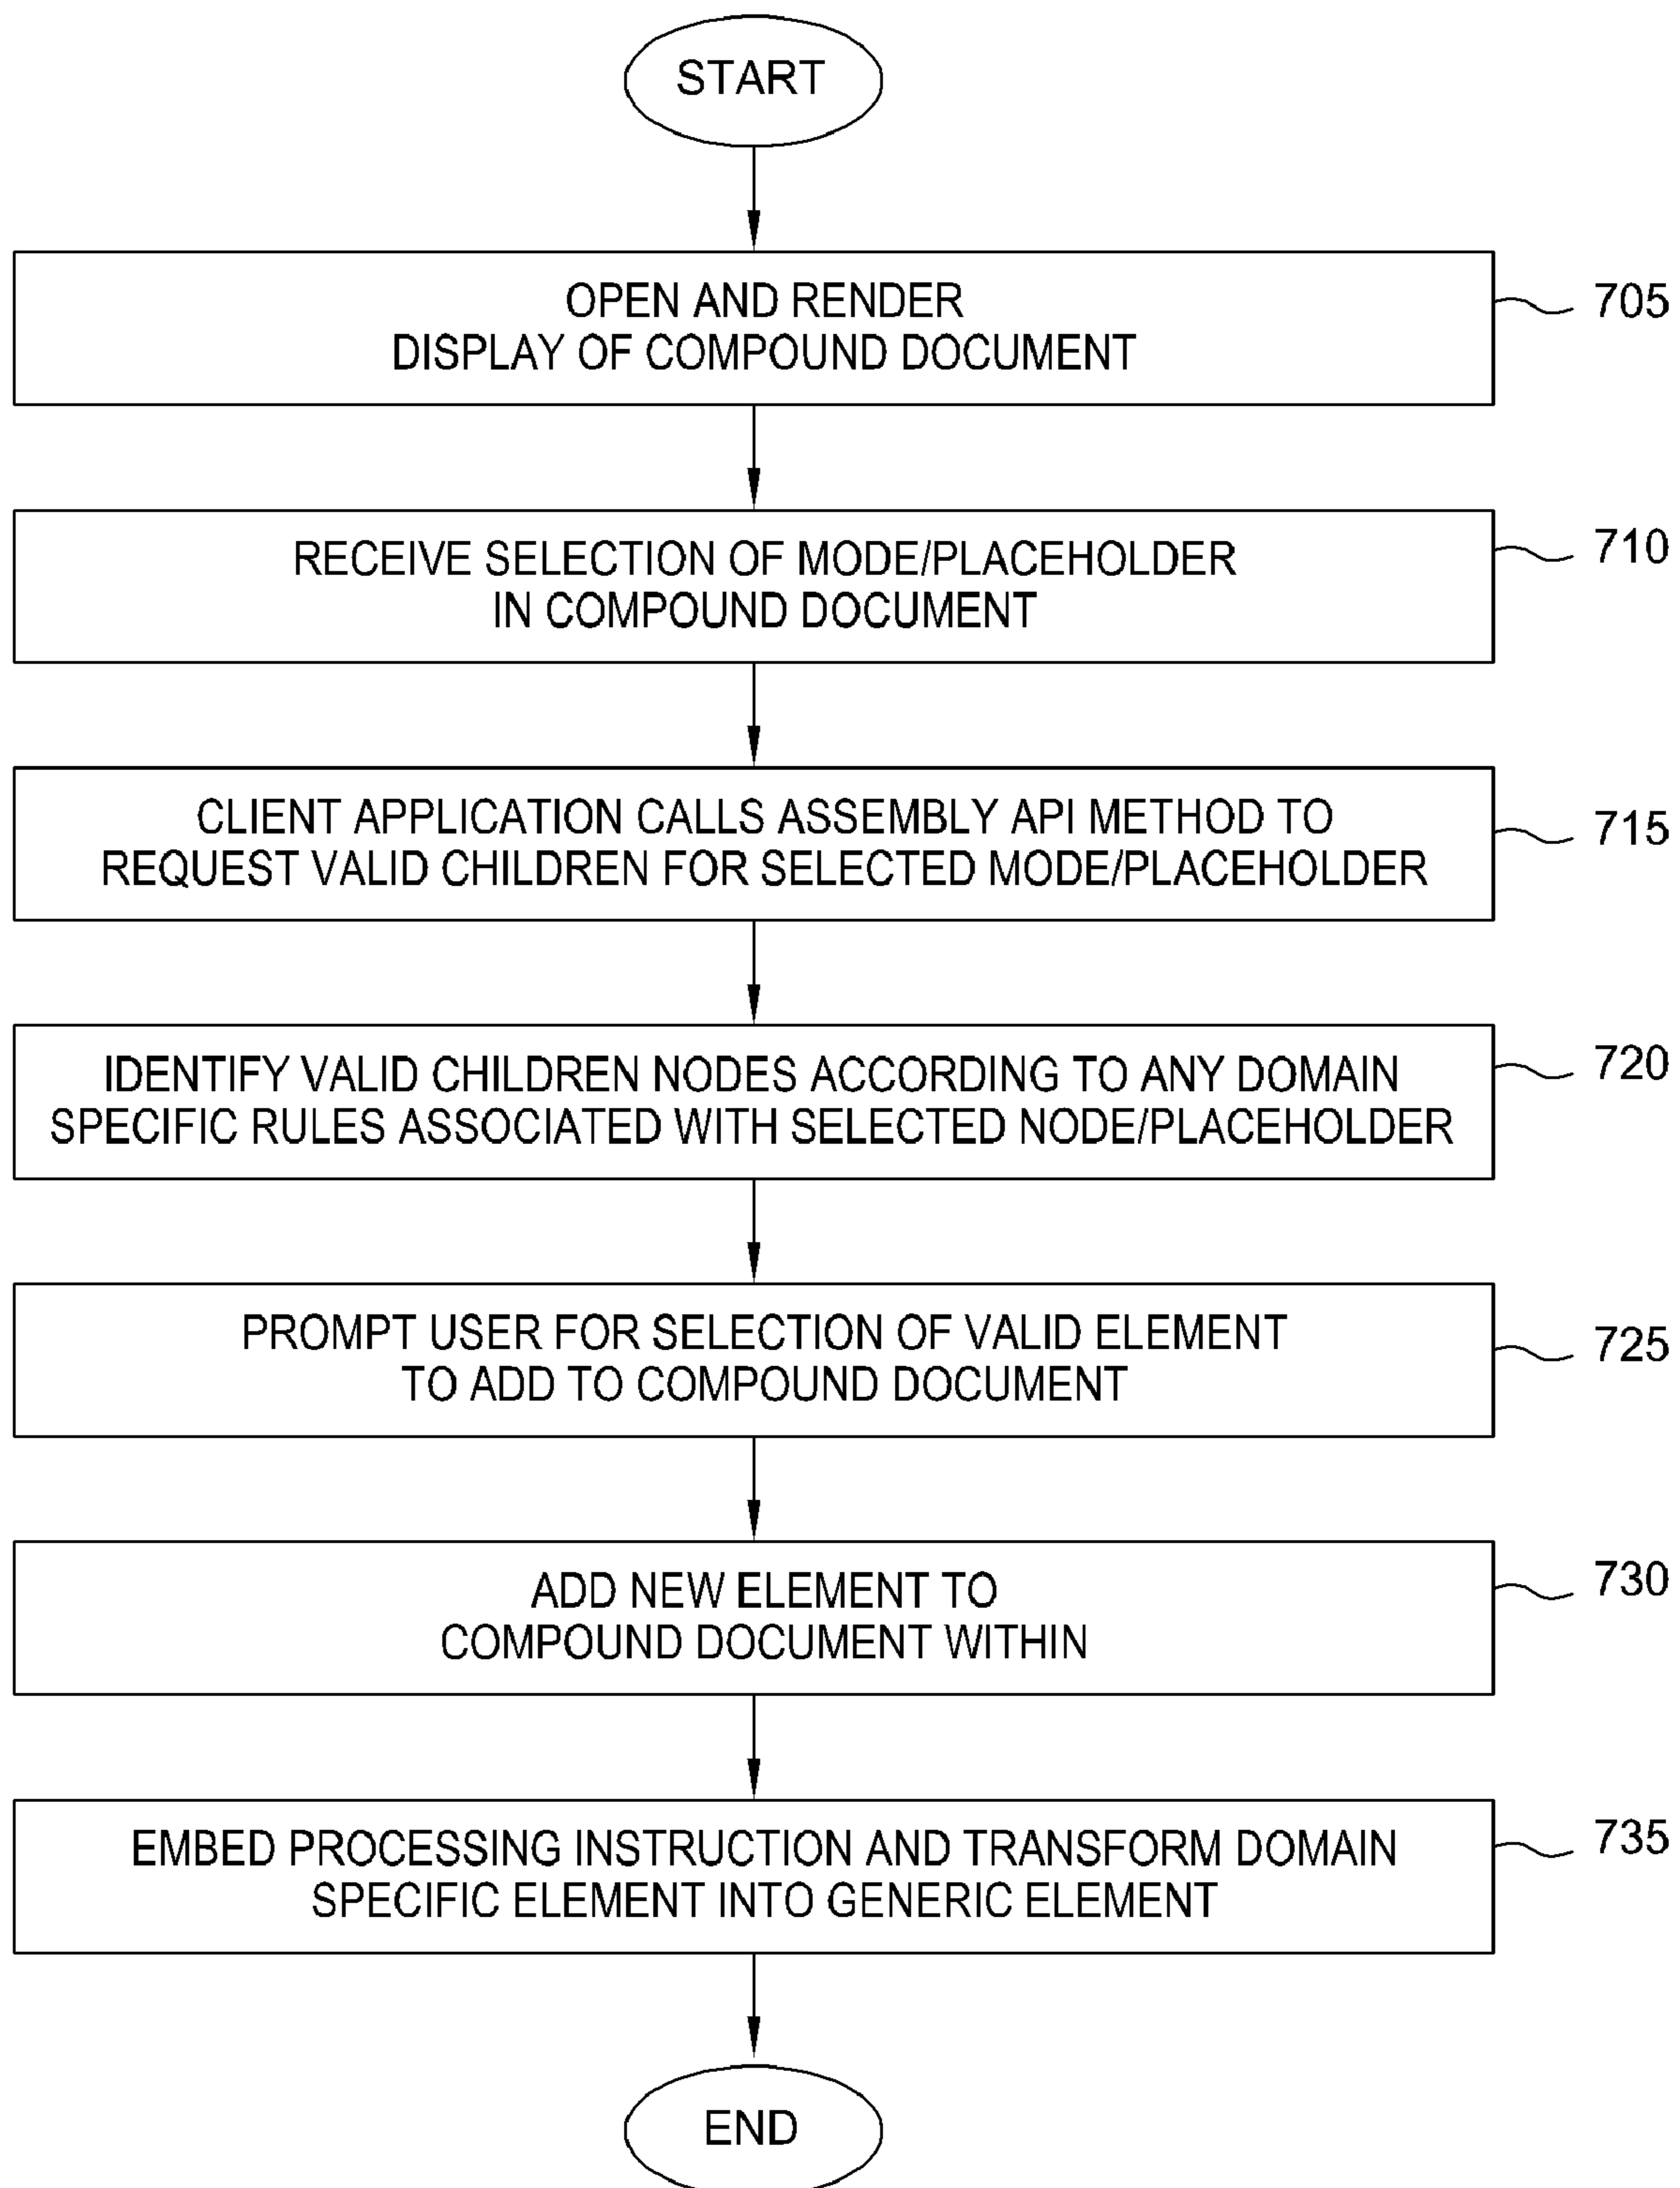 START
OPEN AND RENDER
DISPLAY OF COMPOUND DOCUMENT
705
RECEIVE SELECTION OF MODE/PLACEHOLDER
IN COMPOUND DOCUMENT
710
CLIENT APPLICATION CALLS ASSEMBLY API METHOD TO
REQUEST VALID CHILDREN FOR SELECTED MODE/PLACEHOLDER
715
IDENTIFY VALID CHILDREN NODES ACCORDING TO ANY DOMAIN
SPECIFIC RULES ASSOCIATED WITH SELECTED NODE/PLACEHOLDER
720
PROMPT USER FOR SELECTION OF VALID ELEMENT
TO ADD TO COMPOUND DOCUMENT
725
ADD NEW ELEMENT TO
COMPOUND DOCUMENT WITHIN
730
EMBED PROCESSING INSTRUCTION AND TRANSFORM DOMAIN
SPECIFIC ELEMENT INTO GENERIC ELEMENT
735
END